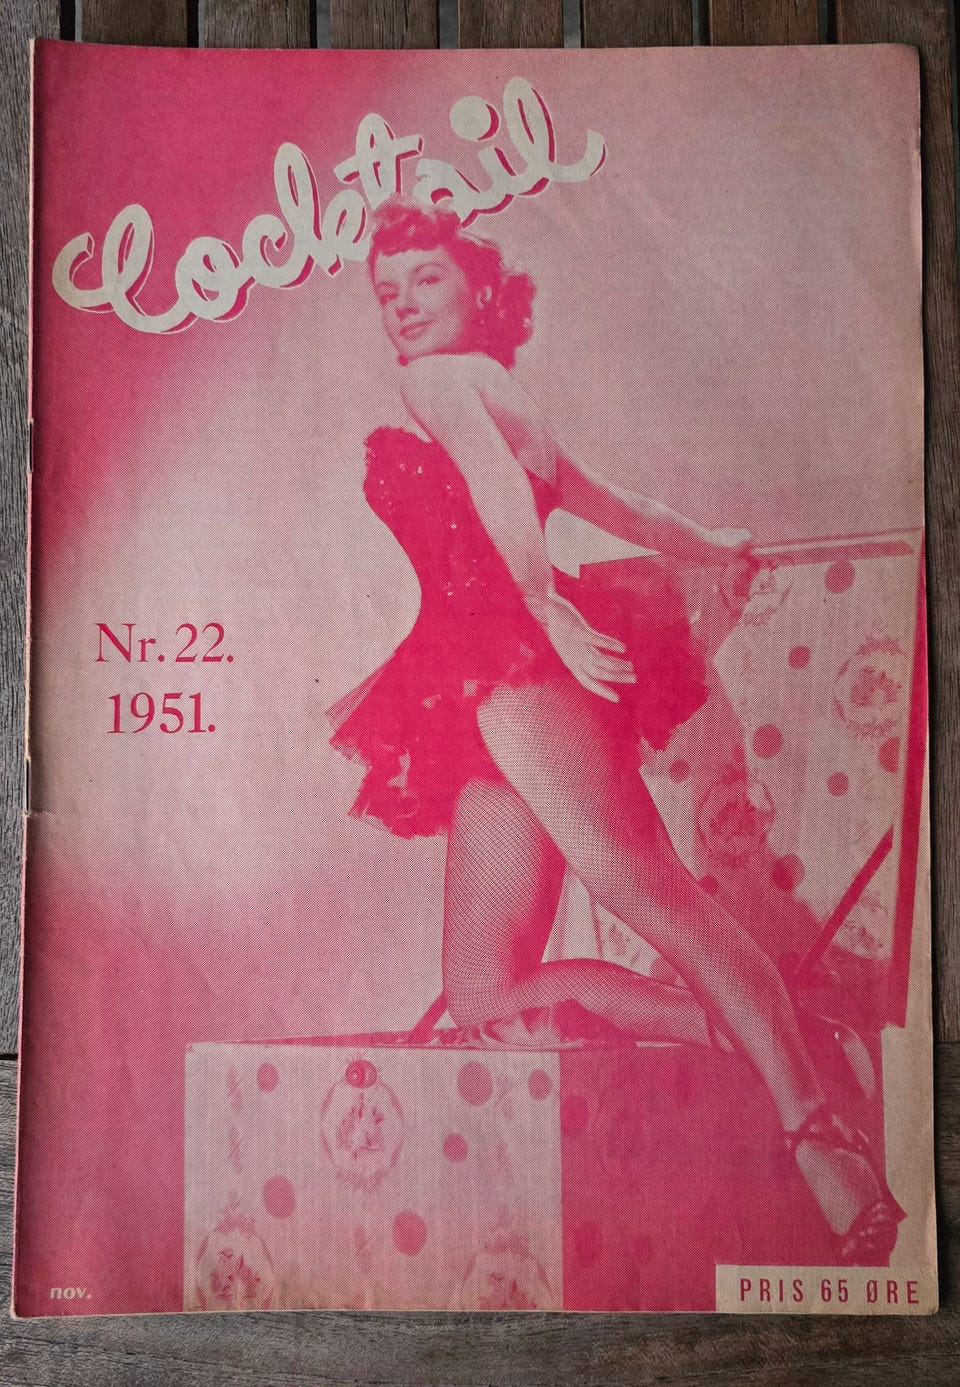 Cocktail
Nr. 22.
1951.
nov.
PRIS 65 ØRE